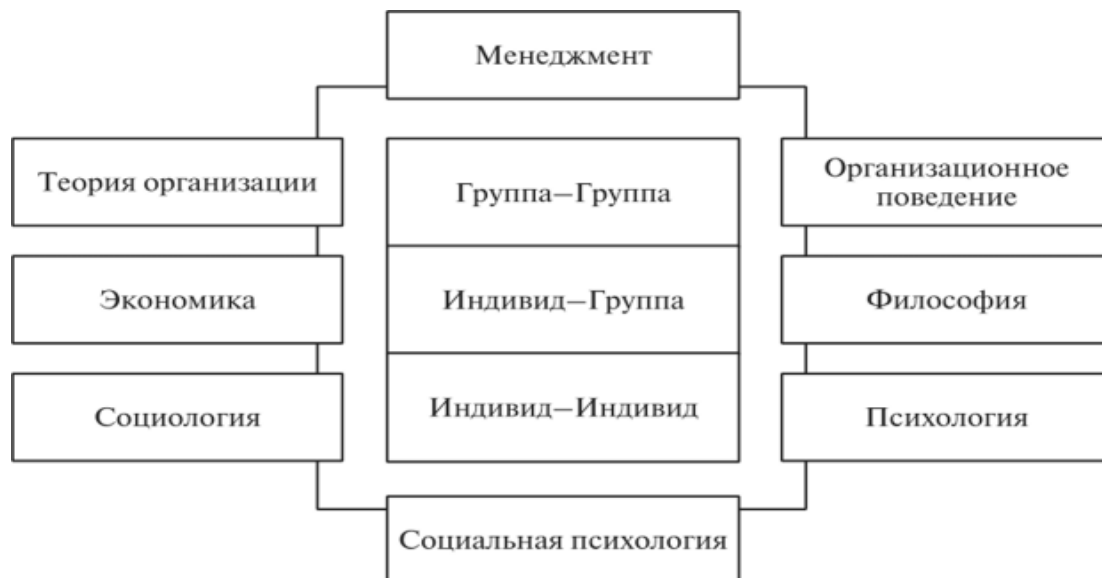 Менеджмент
Теория организации
Группа–Группа
Организационное
поведение
Экономика
Индивид–Группа
Философия
Социология
Индивид–Индивид
Психология
Социальная психология